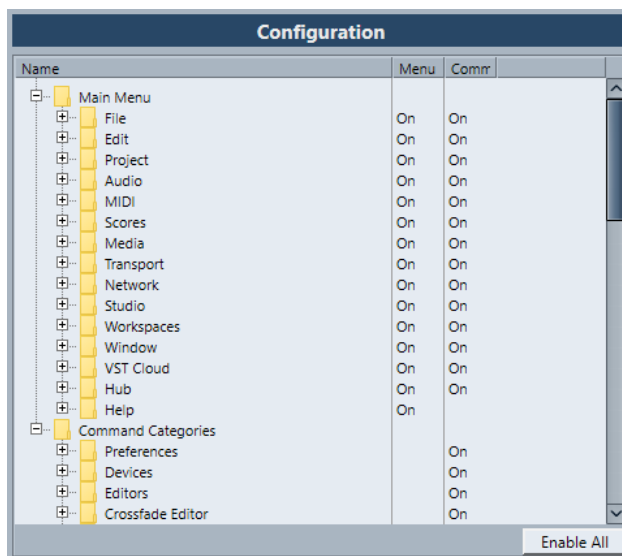 Configuration
Name Menu Comm
Main Menu
File On On
Edit On On
Project On On
Audio On On
MIDI On On
Scores On On
Media On On
Transport On On
Network On On
Studio On On
Workspaces On On
Window On On
VST Cloud On On
Hub On On
Help On
Command Categories
Preferences On
Devices On
Editors On
Crossfade Editor On
Enable All